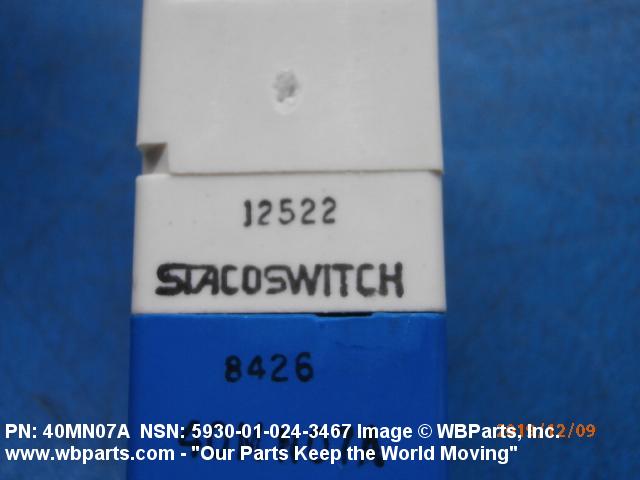 12522
STACOSWITCH
8426
PN: 40MN07A NSN: 5930-01-024-3467 Image © WBParts, Inc.
www.wbparts.com - "Our Parts Keep the World Moving"